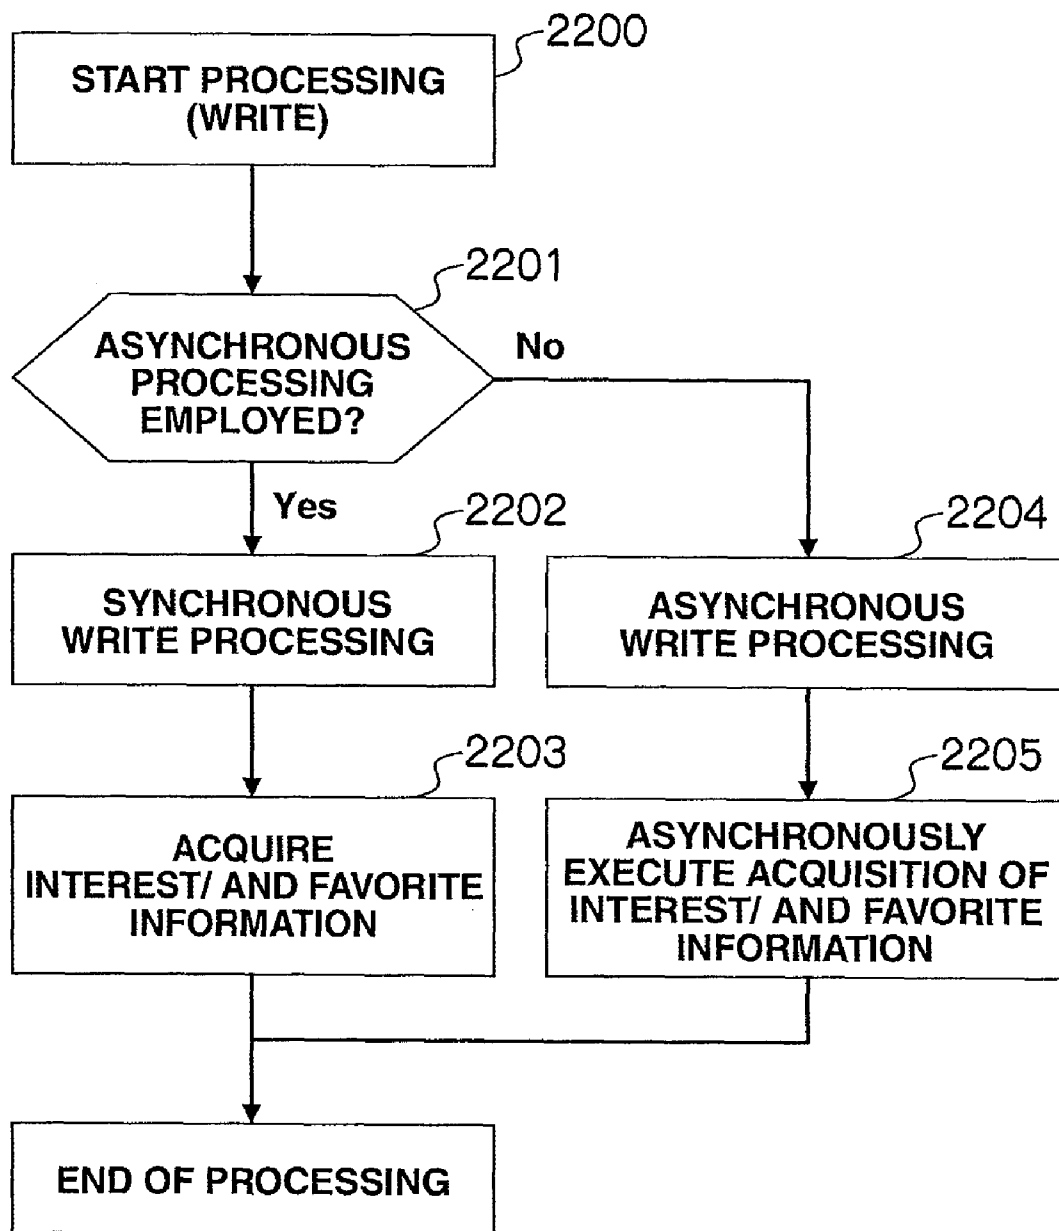 2200
START PROCESSING
(WRITE)
2201
ASYNCHRONOUS
PROCESSING
EMPLOYED?
No
Yes
2202
SYNCHRONOUS
WRITE PROCESSING
2204
ASYNCHRONOUS
WRITE PROCESSING
2203
ACQUIRE
INTEREST/ AND FAVORITE
INFORMATION
2205
ASYNCHRONOUSLY
EXECUTE ACQUISITION OF
INTEREST/ AND FAVORITE
INFORMATION
END OF PROCESSING